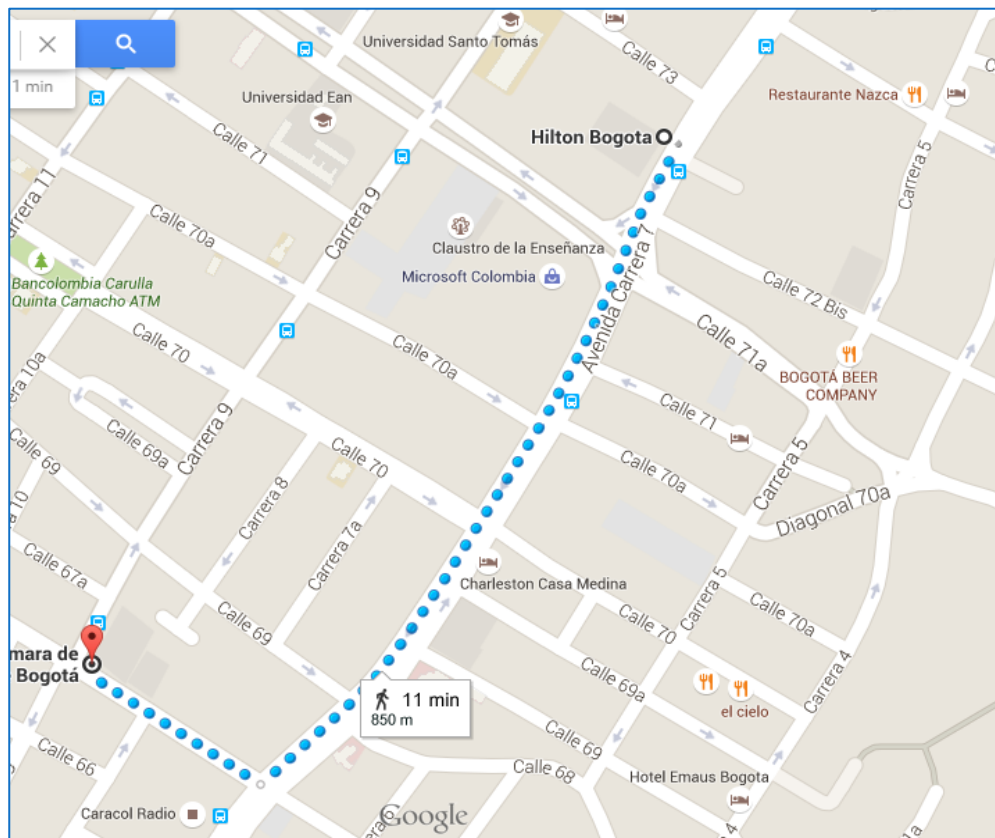 1 min
Universidad Santo Tomás
Calle 73
Restaurante Nazca
Universidad Ean
Calle 71
Hilton Bogota
Carrera 5
Carrera 11
Carrera 9
Calle 70a
Claustro de la Enseñanza
Microsoft Colombia
Avenida Carrera 7
Bancolombia Carulla
Quinta Camacho ATM
Calle 72 Bis
Calle 70
Calle 70a
Calle 71a
BOGOTÁ BEER
COMPANY
10a
Carrera 9
Calle 69a
Calle 69
Calle 71
Calle 70
Carrera 8
Carrera 5
Calle 70a
Diagonal 70a
10
Carrera 7a
Calle 67a
Charleston Casa Medina
Carrera 5
Calle 70a
Calle 69
Calle 70
mara de
Bogotá
Carrera 4
Calle 69a
11 min
850 m
el cielo
Calle 66
Calle 69
Calle 68
Hotel Emaus Bogota
Caracol Radio
Google